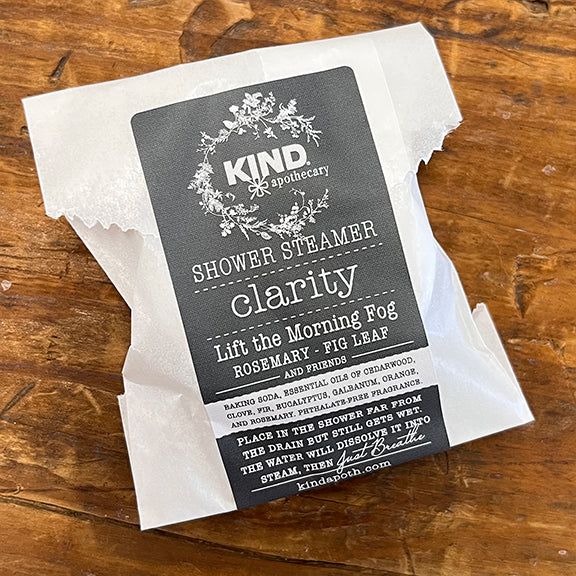 KIND®
apothecary
SHOWER STEAMER
clarity
Lift the Morning Fog
ROSEMARY - FIG LEAF
AND FRIENDS
BAKING SODA, ESSENTIAL OILS OF CEDARWOOD,
CLOVE, FIR, EUCALYPTUS, GALBANUM, ORANGE,
AND ROSEMARY. PHTHALATE-FREE FRAGRANCE.
PLACE IN THE SHOWER FAR FROM
THE DRAIN BUT STILL GETS WET.
THE WATER WILL DISSOLVE IT INTO
STEAM, THEN Just Breathe
kindapoth.com